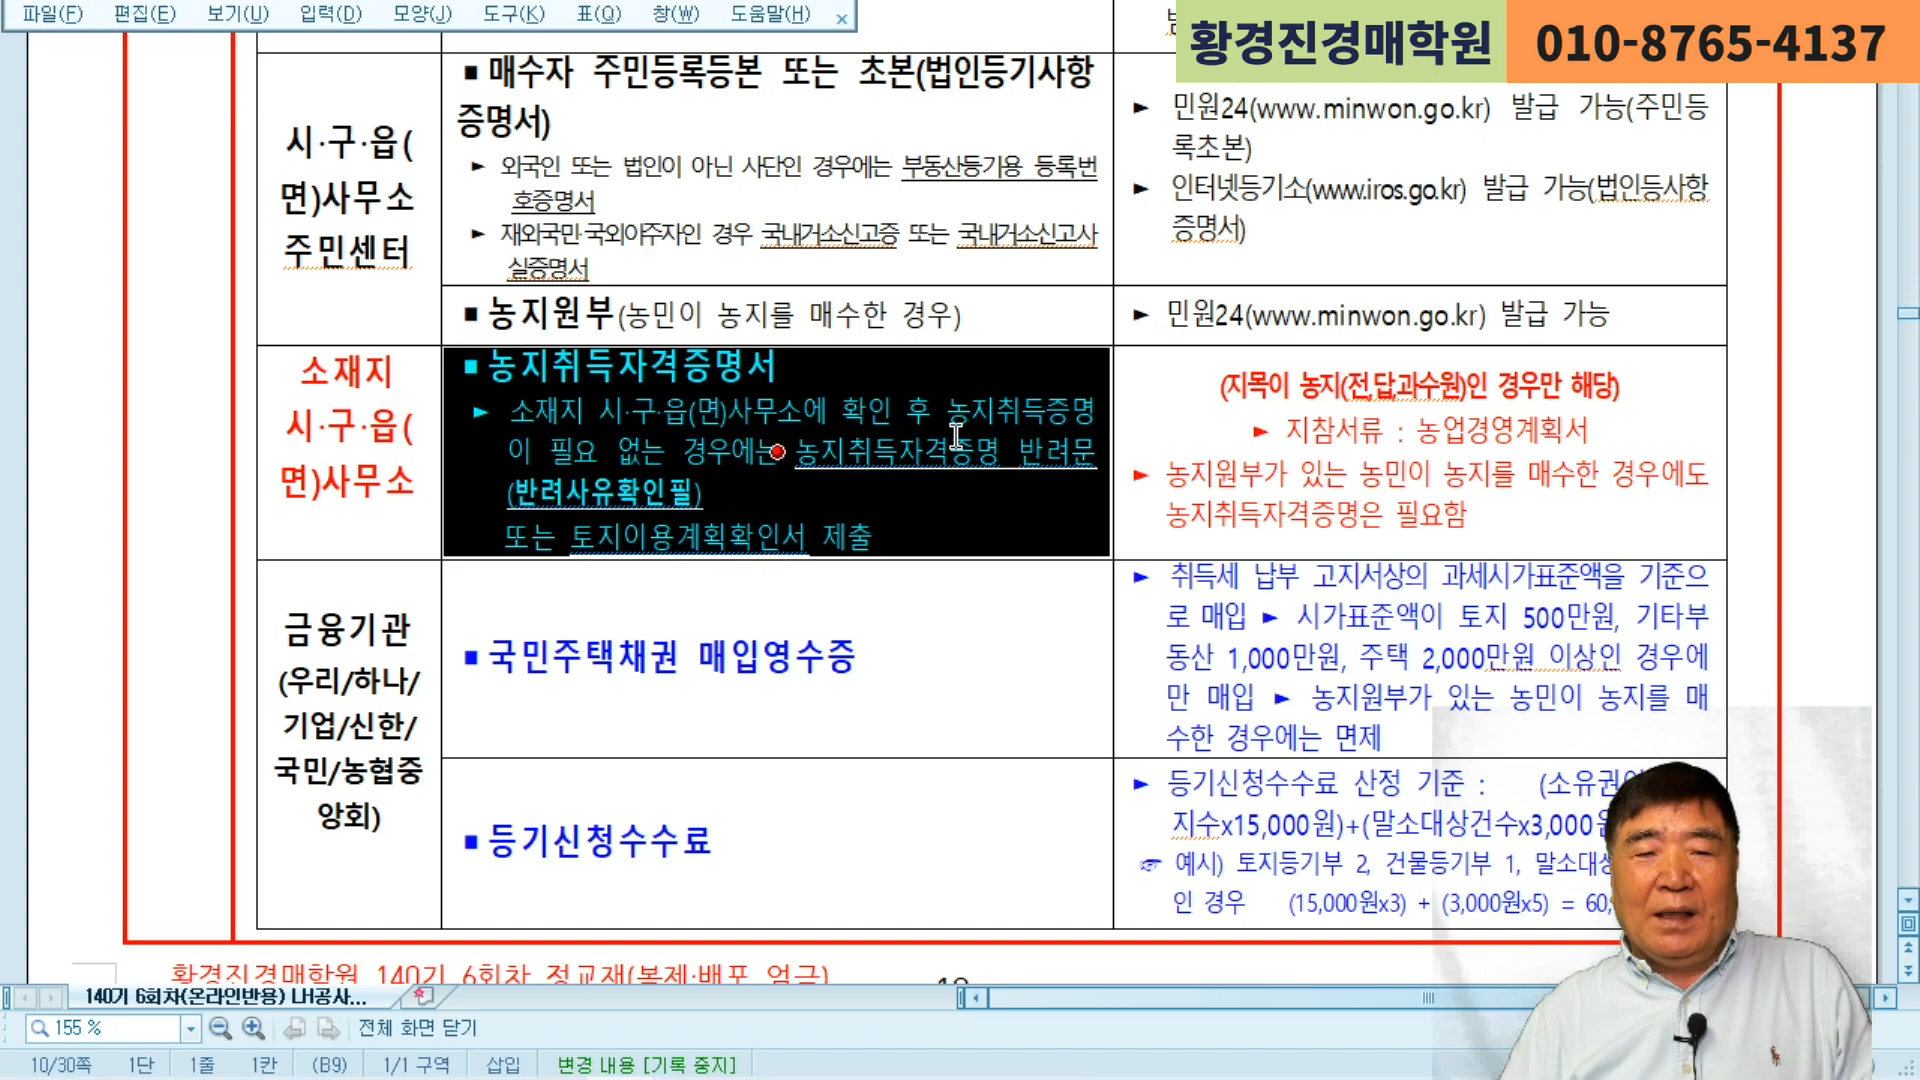 파일(F) 편집(E) 보기(U) 입력(D) 모양(J) 도구(K) 표(Q) 창(W) 도움말(H) x
황경진경매학원 010-8765-4137
시·구·읍(
면)사무소
주민센터
■ 매수자 주민등록등본 또는 초본(법인등기사항
증명서)
► 외국인 또는 법인이 아닌 사단인 경우에는 부동산등기용 등록번
호증명서
► 재외국민·국외이주자인 경우 국내거소신고증 또는 국내거소신고사
실증명서
► 민원24(www.minwon.go.kr) 발급 가능(주민등
록초본)
► 인터넷등기소(www.iros.go.kr) 발급 가능(법인등사항
증명서)
■ 농지원부(농민이 농지를 매수한 경우)
► 민원24(www.minwon.go.kr) 발급 가능
소재지
시·구·읍(
면)사무소
■ 농지취득자격증명서
► 소재지 시·구·읍(면)사무소에 확인 후 농지취득증명
이 필요 없는 경우에는 농지취득자격증명 반려문
(반려사유확인필)
또는 토지이용계획확인서 제출
(지목이 농지(전,답,과수원)인 경우만 해당)
► 지참서류 : 농업경영계획서
► 농지원부가 있는 농민이 농지를 매수한 경우에도
농지취득자격증명은 필요함
금융기관
(우리/하나/
기업/신한/
국민/농협중
앙회)
■ 국민주택채권 매입영수증
► 취득세 납부 고지서상의 과세시가표준액을 기준으
로 매입 ► 시가표준액이 토지 500만원, 기타부
동산 1,000만원, 주택 2,000만원 이상인 경우에
만 매입 ► 농지원부가 있는 농민이 농지를 매
수한 경우에는 면제
■ 등기신청수수료
► 등기신청수수료 산정 기준 : (소유권
지수x15,000원)+(말소대상건수x3,000원
☞ 예시) 토지등기부 2, 건물등기부 1, 말소대상
인 경우 (15,000원x3) + (3,000원x5) = 60,
황경진경매학원 140기 6회차 정교재(복제·배포 엄금)
140기 6회차(온라인반용) LH공사...
155 % 전체 화면 닫기
10/30쪽 1단 1줄 1칸 (B9) 1/1 구역 삽입 변경 내용 [기록 중지]